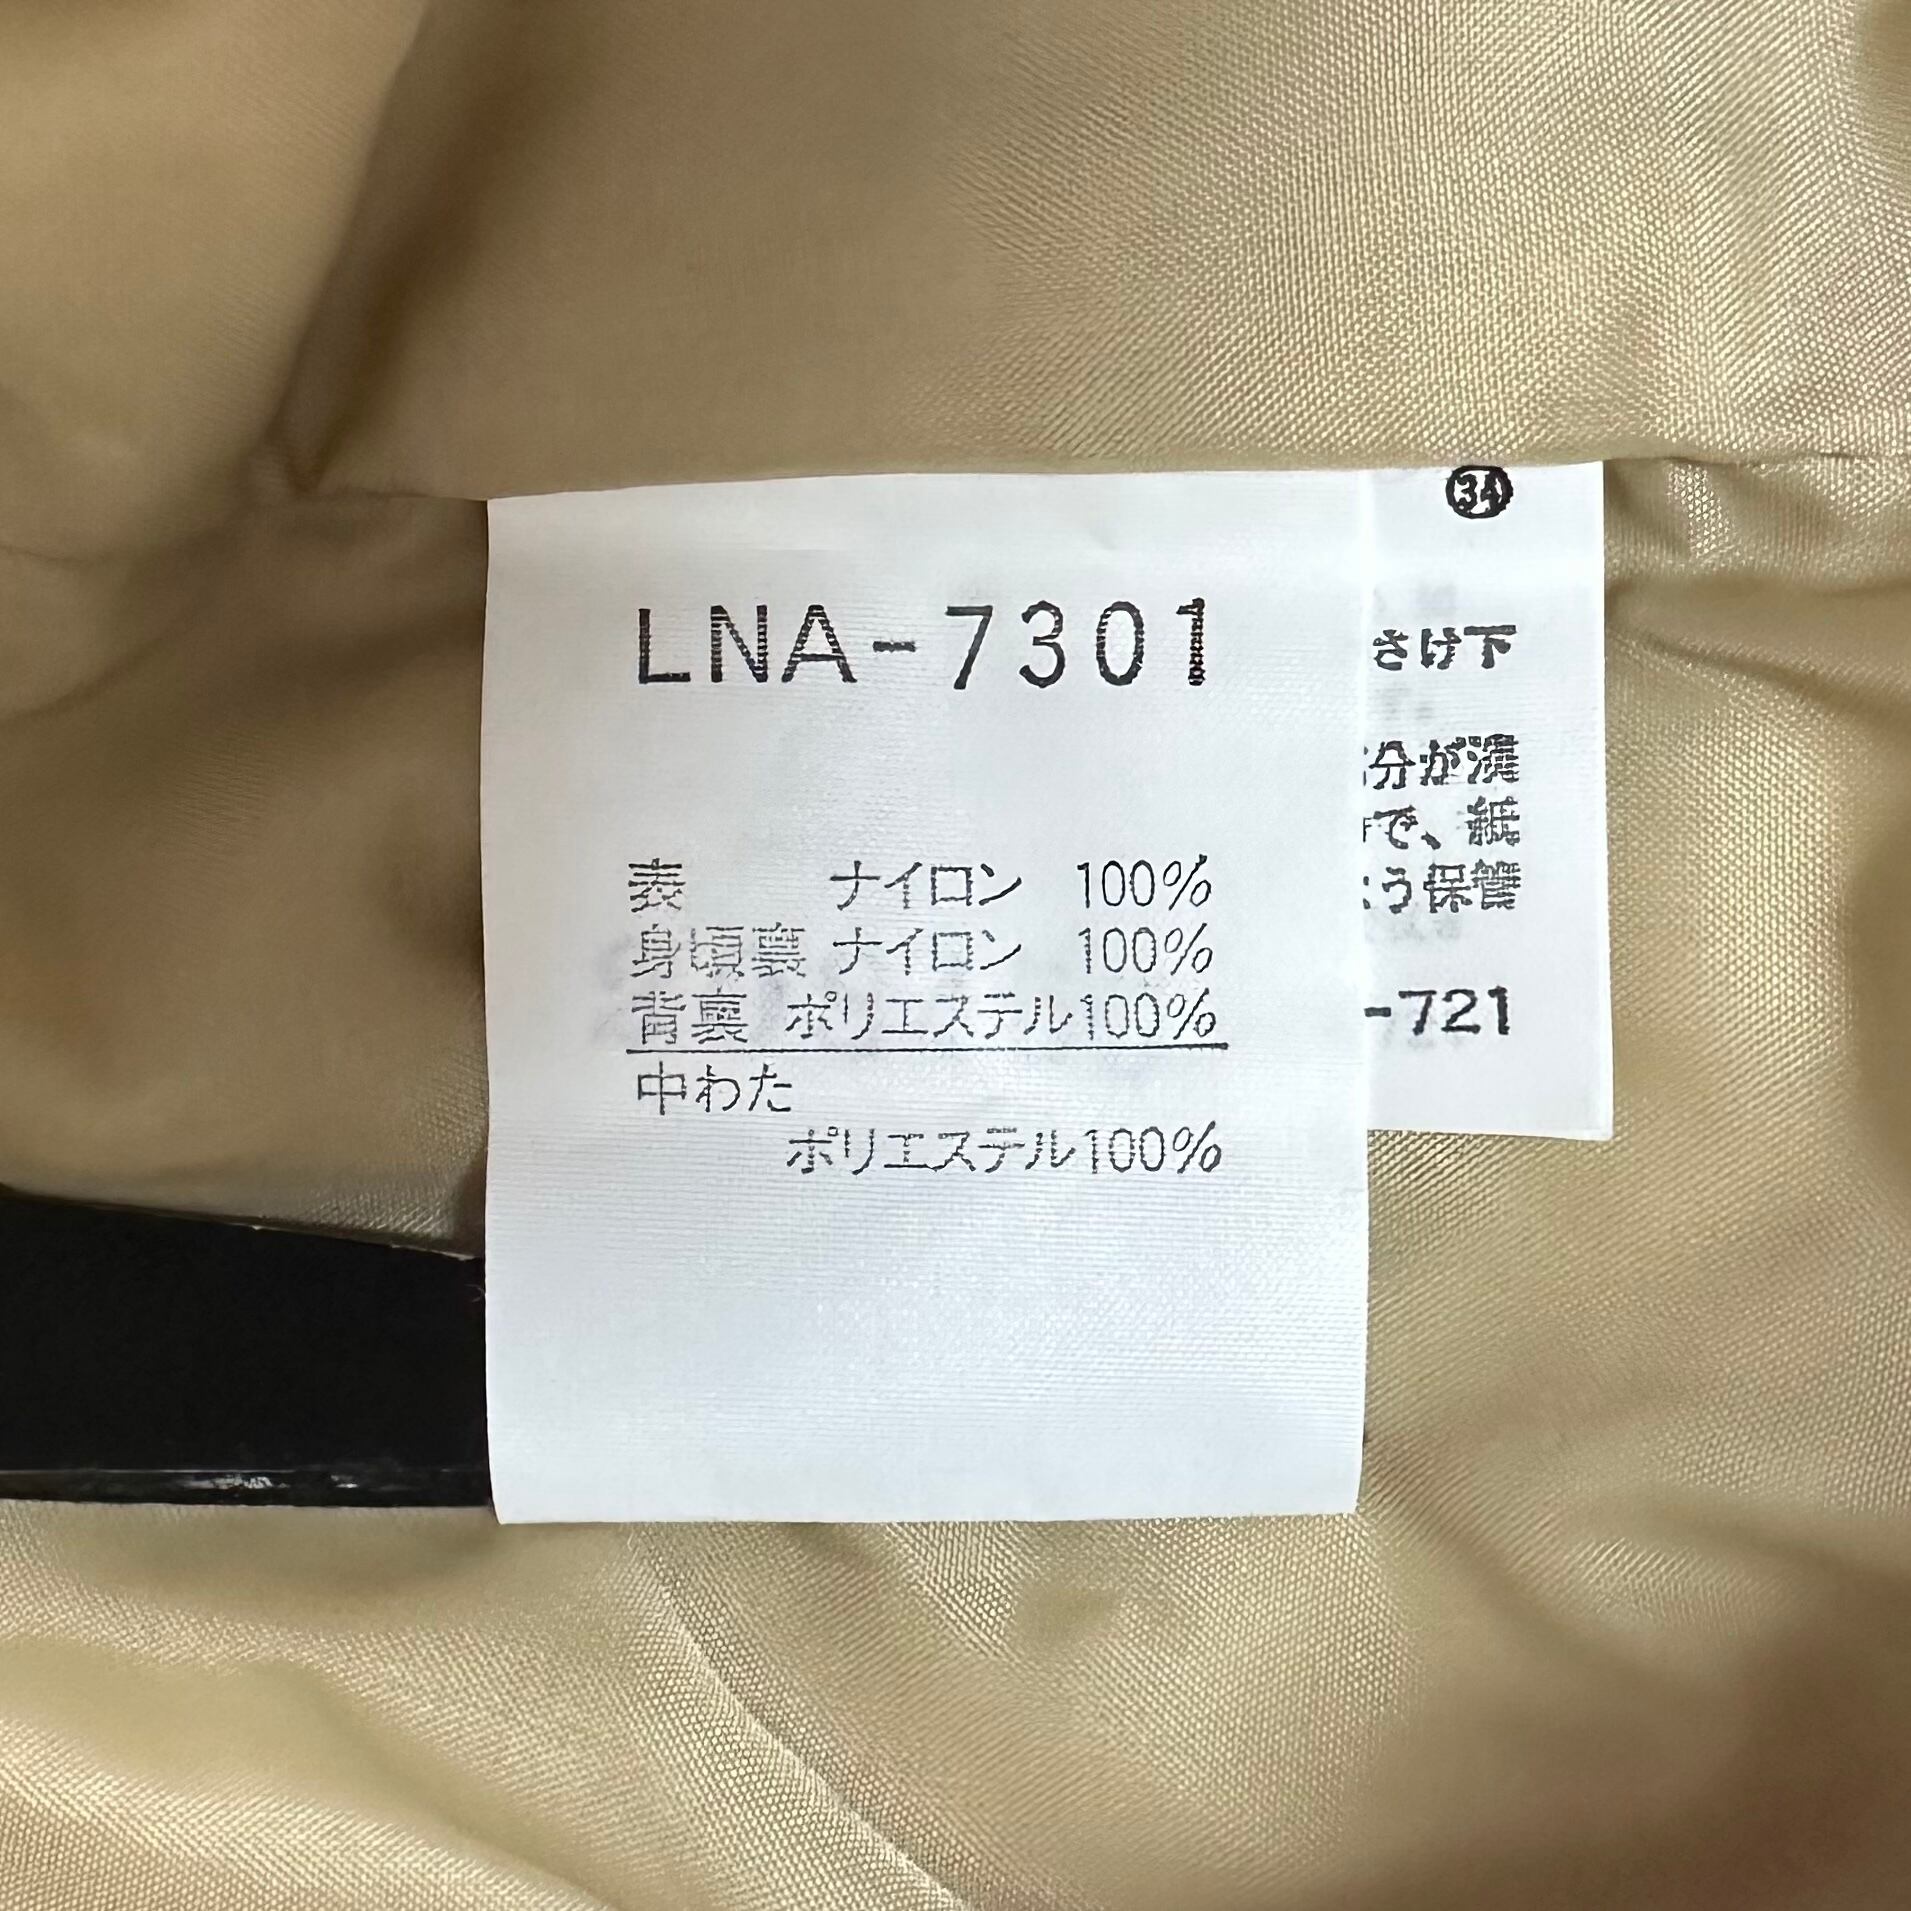 LNA-7301
表 ナイロン 100%
身頃裏 ナイロン 100%
背裏 ポリエステル100%
中わた
ポリエステル100%
34
さけ下
分が濡
で、紙
う保管
-721